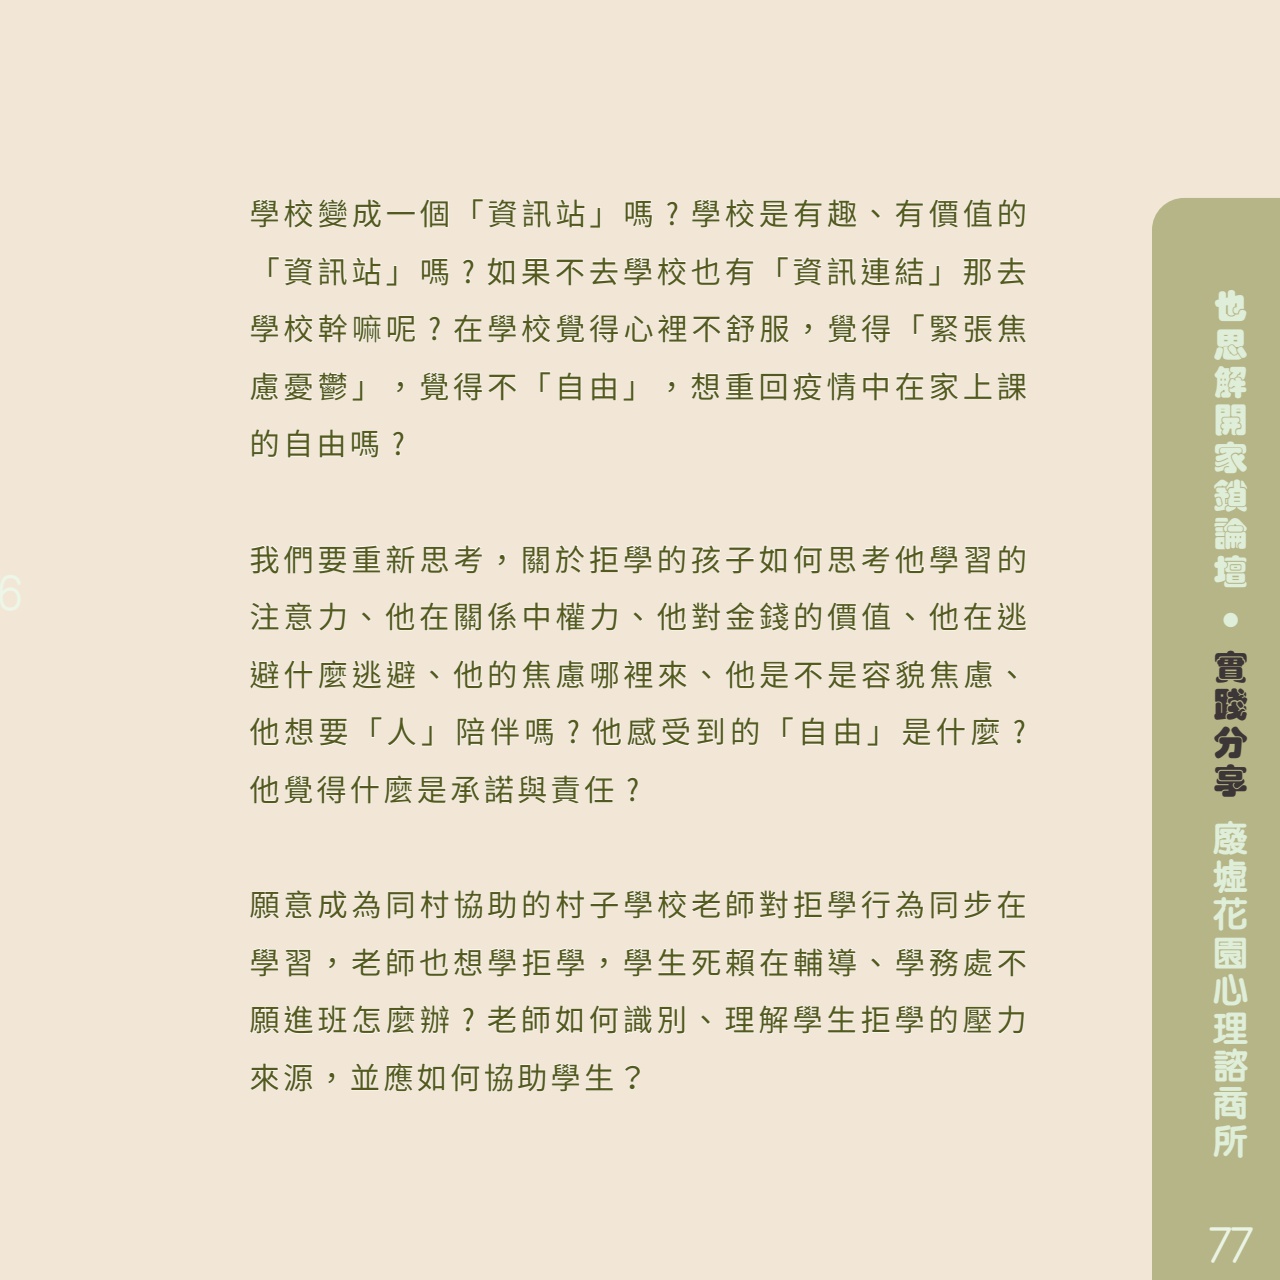 學校變成一個「資訊站」嗎？學校是有趣、有價值的
「資訊站」嗎？如果不去學校也有「資訊連結」那去
學校幹嘛呢？在學校覺得心裡不舒服，覺得「緊張焦
慮憂鬱」，覺得不「自由」，想重回疫情中在家上課
的自由嗎？
我們要重新思考，關於拒學的孩子如何思考他學習的
注意力、他在關係中權力、他對金錢的價值、他在逃
避什麼逃避、他的焦慮哪裡來、他是不是容貌焦慮、
他想要「人」陪伴嗎？他感受到的「自由」是什麼？
他覺得什麼是承諾與責任？
願意成為同村協助的村子學校老師對拒學行為同步在
學習，老師也想學拒學，學生死賴在輔導、學務處不
願進班怎麼辦？老師如何識別、理解學生拒學的壓力
來源，並應如何協助學生？
也思解開家鎖論壇●實踐分享 廢墟花園心理諮商所
77
6